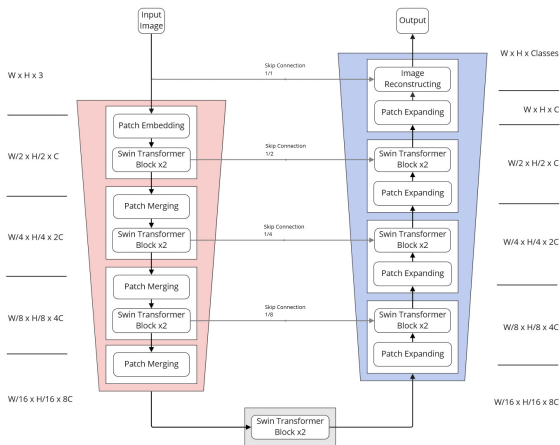 Input
Image
Output
W x H x 3
Skip Connection
1/1
Image
Reconstructing
W x H x Classes
Patch Expanding
W x H x C
Patch Embedding
W/2 x H/2 x C
Swin Transformer
Block x2
Skip Connection
1/2
Swin Transformer
Block x2
W/2 x H/2 x C
Patch Expanding
Patch Merging
W/4 x H/4 x 2C
Swin Transformer
Block x2
Skip Connection
1/4
Swin Transformer
Block x2
W/4 x H/4 x 2C
Patch Expanding
Patch Merging
W/8 x H/8 x 4C
Swin Transformer
Block x2
Skip Connection
1/8
Swin Transformer
Block x2
W/8 x H/8 x 4C
Patch Expanding
Patch Merging
W/16 x H/16 x 8C
W/16 x H/16 x 8C
Swin Transformer
Block x2